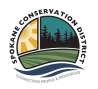 SPOKANE CONSERVATION DISTRICT
CONNECTING PEOPLE & RESOURCES